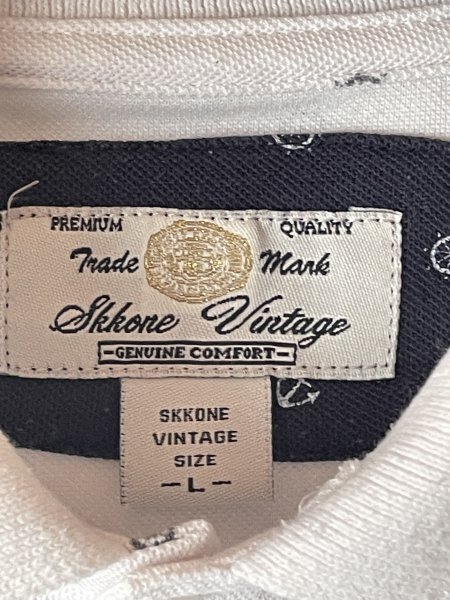 PREMIUM QUALITY
Trade Mark
Skkone Vintage
-GENUINE COMFORT-
SKKONE
VINTAGE
SIZE
-L-